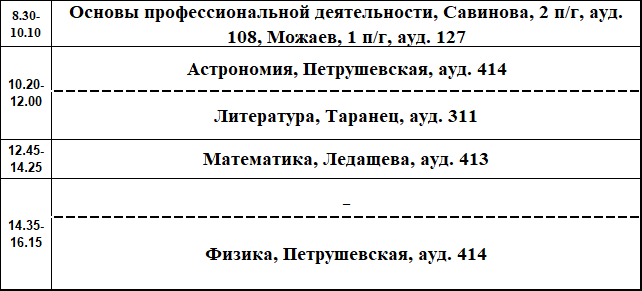 8.30-
10.10
Основы профессиональной деятельности, Савинова, 2 п/г, ауд.
108, Можаев, 1 п/г, ауд. 127
10.20-
12.00
Астрономия, Петрушевская, ауд. 414
Литература, Таранец, ауд. 311
12.45-
14.25
Математика, Ледащева, ауд. 413
14.35-
16.15
–
Физика, Петрушевская, ауд. 414